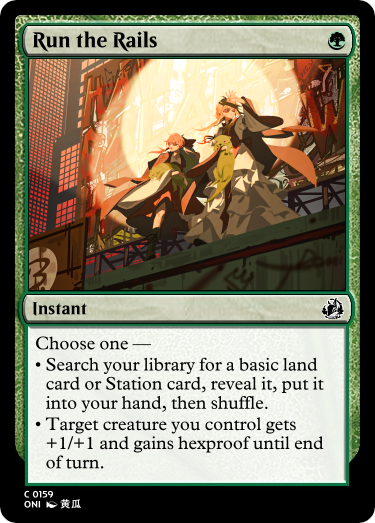 Run the Rails
Instant
Choose one —
• Search your library for a basic land
card or Station card, reveal it, put it
into your hand, then shuffle.
• Target creature you control gets
+1/+1 and gains hexproof until end
of turn.
C 0159
ONI 黄瓜